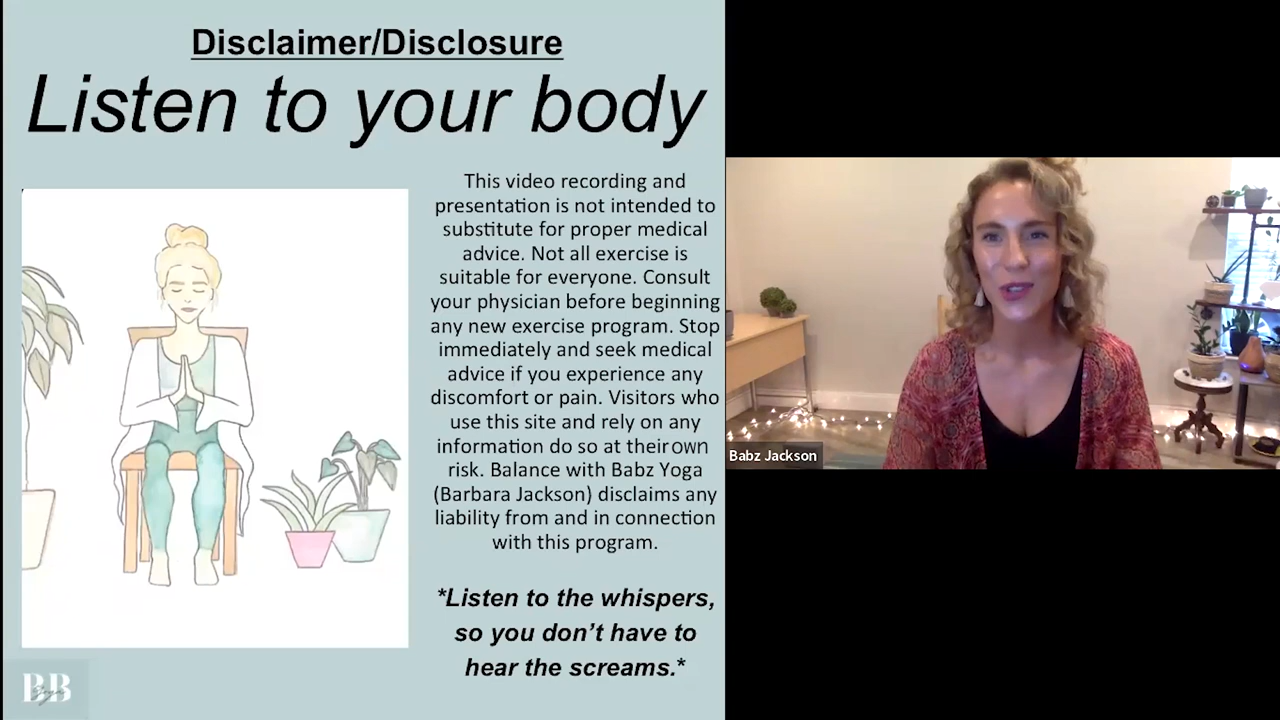 Disclaimer/Disclosure
Listen to your body
This video recording and
presentation is not intended to
substitute for proper medical
advice. Not all exercise is
suitable for everyone. Consult
your physician before beginning
any new exercise program. Stop
immediately and seek medical
advice if you experience any
discomfort or pain. Visitors who
use this site and rely on any
information do so at their own
risk. Balance with Babz Yoga
(Barbara Jackson) disclaims any
liability from and in connection
with this program.
*Listen to the whispers,
so you don’t have to
hear the screams.*
BB
Yoga
Babz Jackson